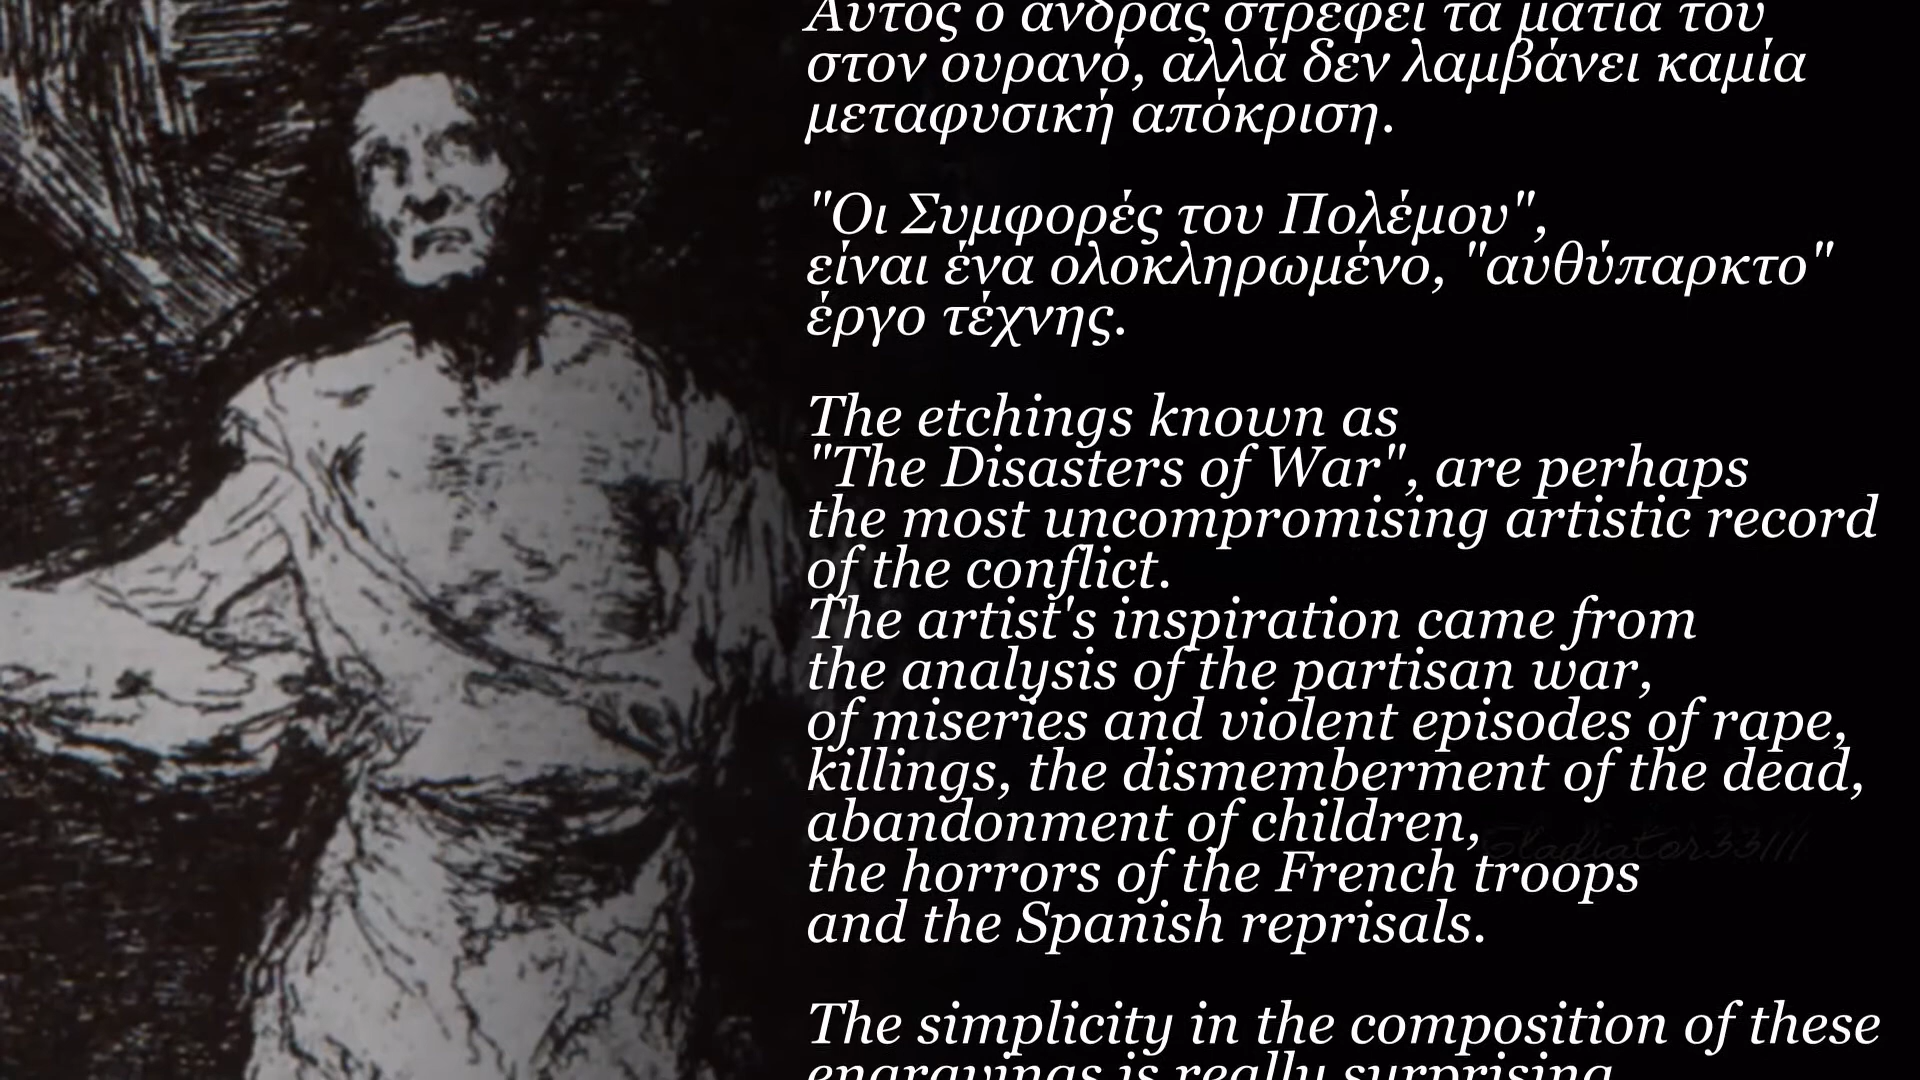 Αυτός ο άνδρας στρέφει τα μάτια του
στον ουρανό, αλλά δεν λαμβάνει καμία
μεταφυσική απόκριση.
"Οι Συμφορές του Πολέμου",
είναι ένα ολοκληρωμένο, "αυθύπαρκτο"
έργο τέχνης.
The etchings known as
"The Disasters of War", are perhaps
the most uncompromising artistic record
of the conflict.
The artist's inspiration came from
the analysis of the partisan war,
of miseries and violent episodes of rape,
killings, the dismemberment of the dead,
abandonment of children,
the horrors of the French troops
and the Spanish reprisals.
The simplicity in the composition of these
engravings is really surprising